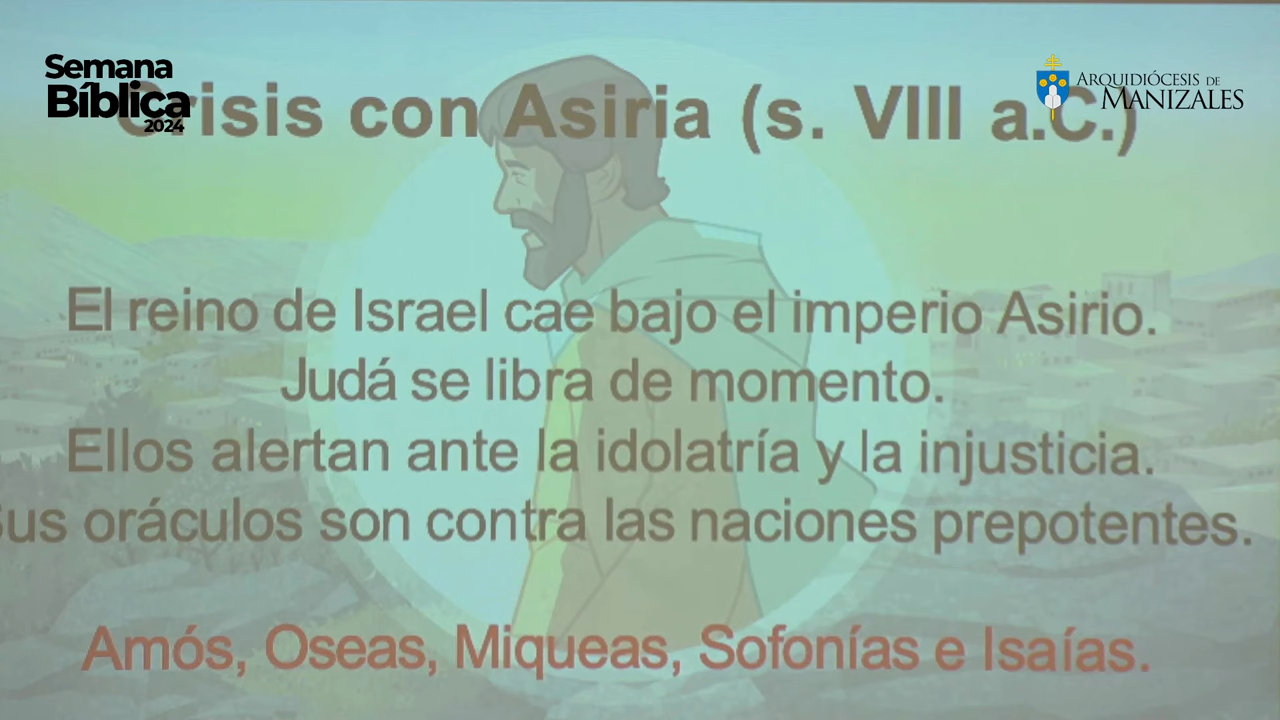 Semana
Bíblica
2024
ARQUIDIÓCESIS DE
MANIZALES
Crisis con Asiria (s. VIII a.C.)
El reino de Israel cae bajo el imperio Asirio.
Judá se libra de momento.
Ellos alertan ante la idolatría y la injusticia.
Sus oráculos son contra las naciones prepotentes.
Amós, Oseas, Miqueas, Sofonías e Isaías.